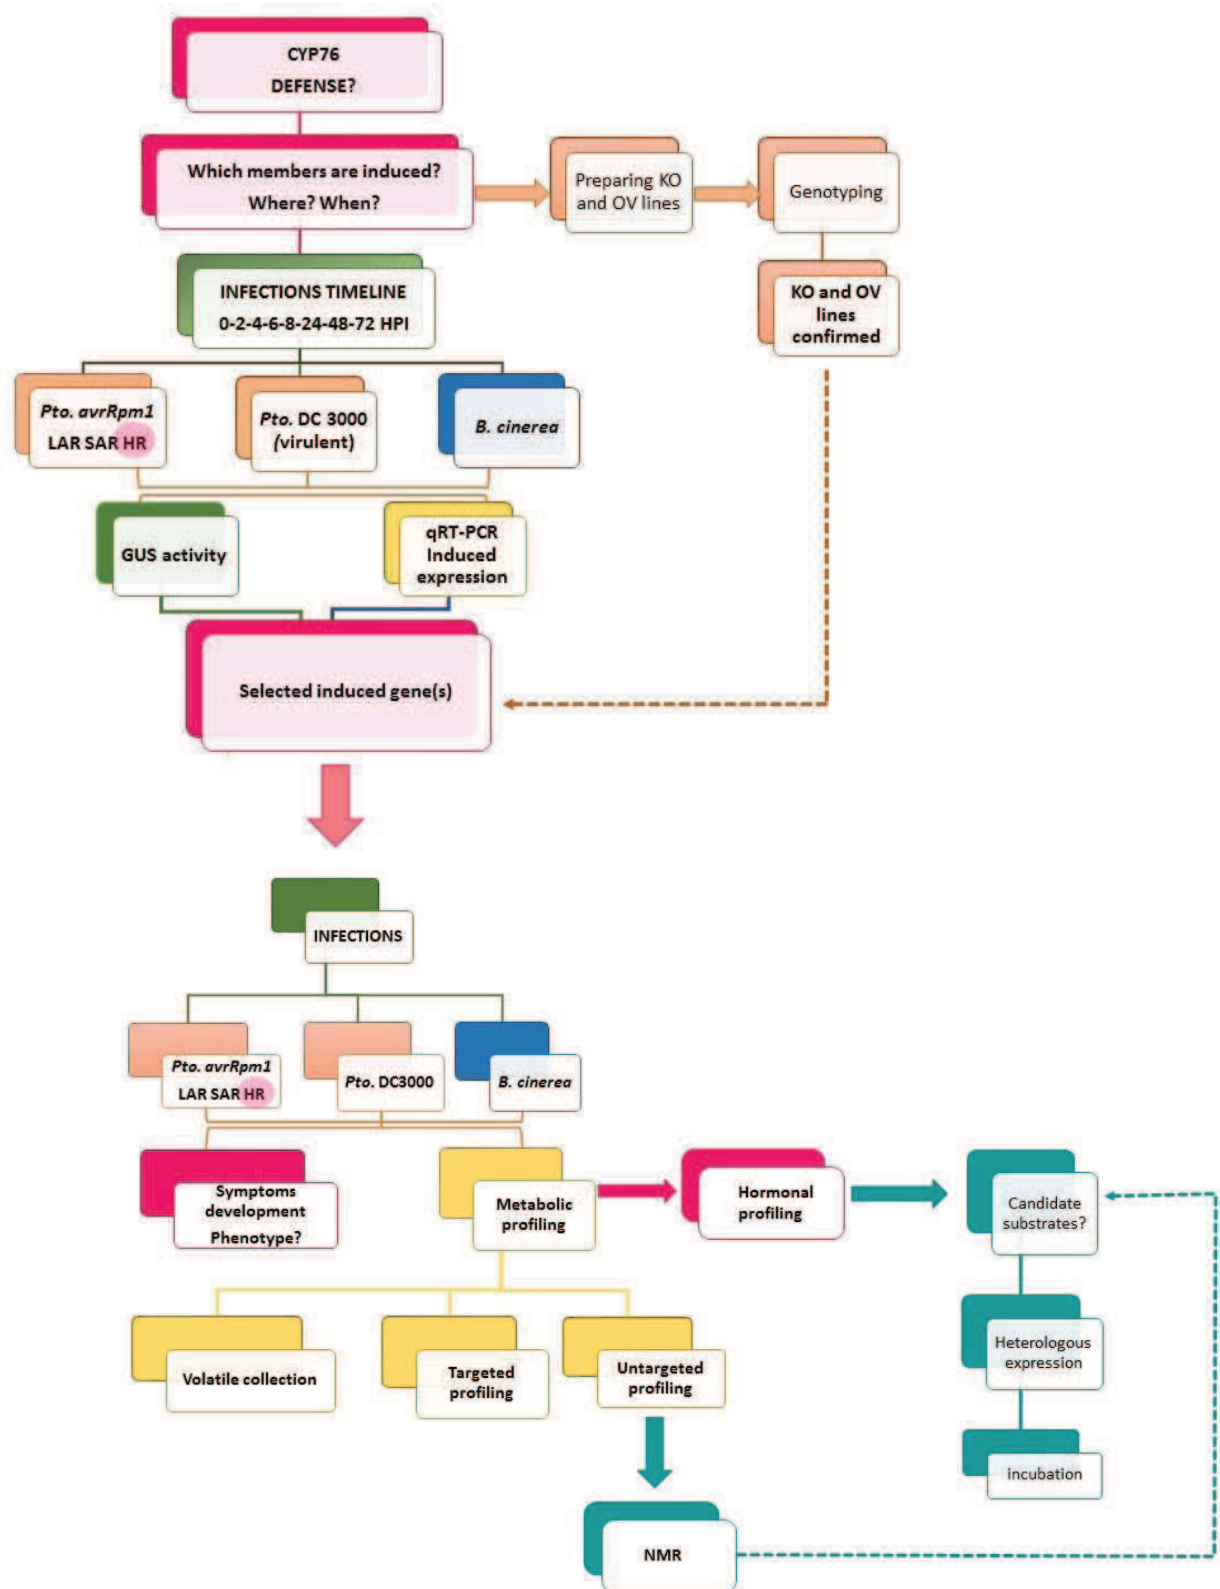 CYP76
DEFENSE?
Which members are induced?
Where? When?
Preparing KO
and OV lines
Genotyping
KO and OV
lines
confirmed
INFECTIONS TIMELINE
0-2-4-6-8-24-48-72 HPI
Pto. avrRpm1
LAR SAR HR
Pto. DC 3000
(virulent)
B. cinerea
GUS activity
qRT-PCR
Induced
expression
Selected induced gene(s)
INFECTIONS
Pto. avrRpm1
LAR SAR HR
Pto. DC3000
B. cinerea
Symptoms
development
Phenotype?
Metabolic
profiling
Hormonal
profiling
Candidate
substrates?
Volatile collection
Targeted
profiling
Untargeted
profiling
Heterologous
expression
incubation
NMR